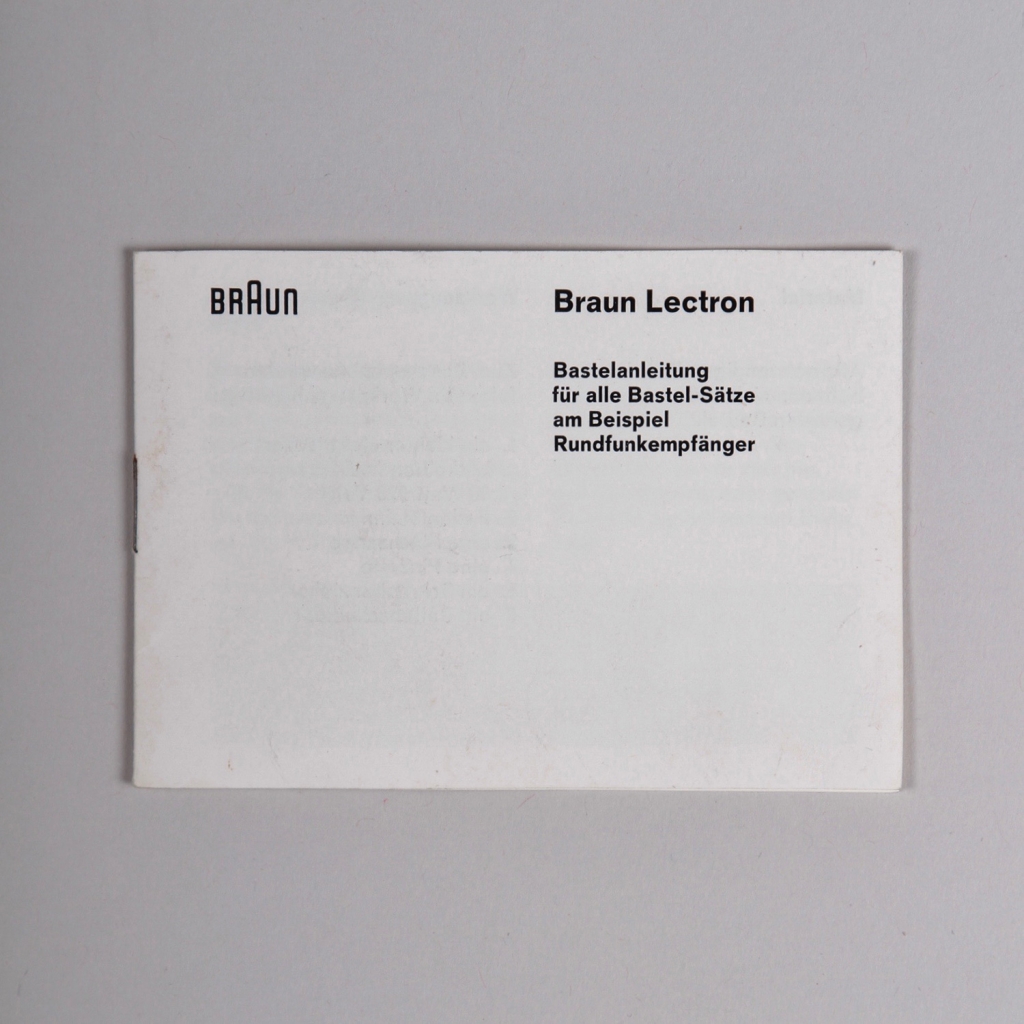 BRAUN
Braun Lectron
Bastelanleitung
für alle Bastel-Sätze
am Beispiel
Rundfunkempfänger